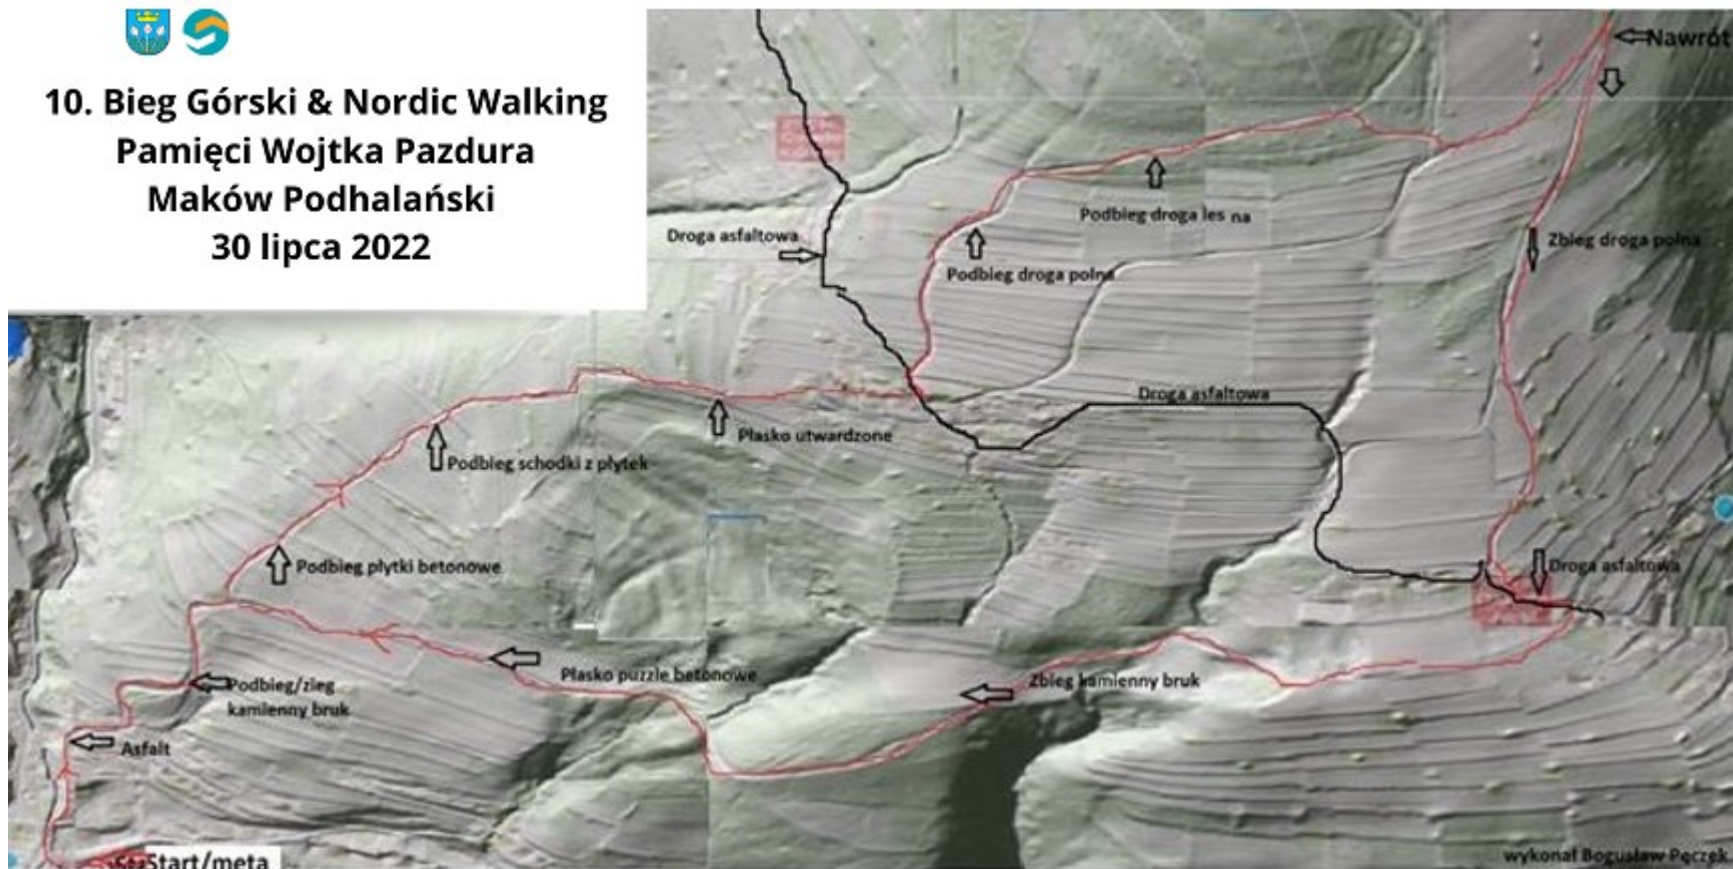 10. Bieg Górski & Nordic Walking
Pamięci Wojtka Pazdura
Maków Podhalański
30 lipca 2022
Nawrót
Podbieg droga les na
Droga asfaltowa
Zbieg droga polna
Podbieg droga polna
Droga asfaltowa
Płasko utwardzone
Podbieg schodki z płytek
Podbieg płytki betonowe
Droga asfaltowa
Płasko puzzle betonowe
Zbieg kamienny bruk
Podbieg/zieg
kamienny bruk
Asfalt
Start/meta
wykonał Bogusław Pęczek